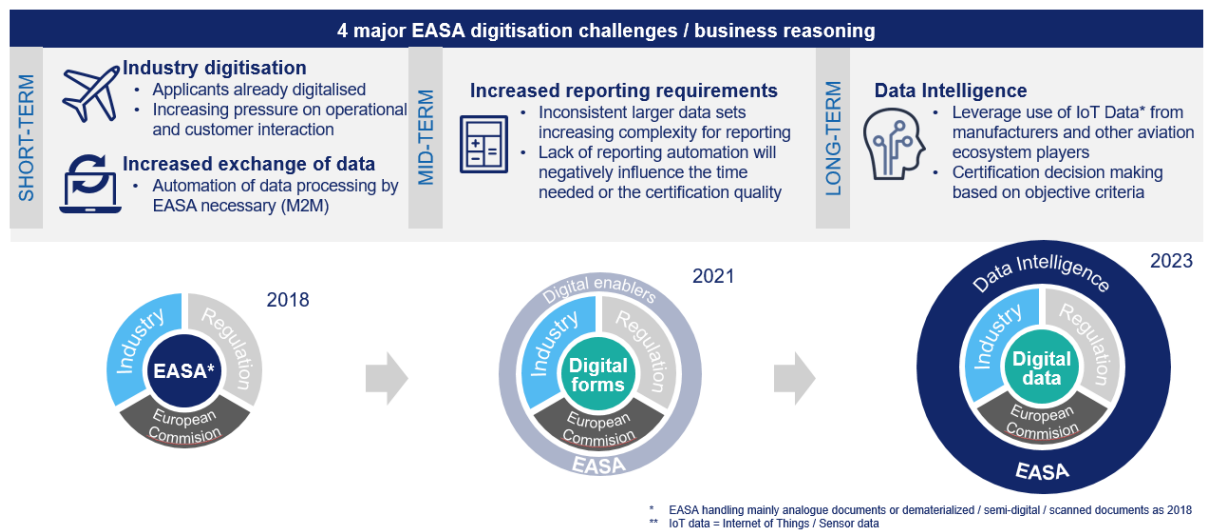 4 major EASA digitisation challenges / business reasoning
SHORT-TERM
Industry digitisation
• Applicants already digitalised
• Increasing pressure on operational
and customer interaction
Increased exchange of data
• Automation of data processing by
EASA necessary (M2M)
MID-TERM
Increased reporting requirements
• Inconsistent larger data sets
increasing complexity for reporting
• Lack of reporting automation will
negatively influence the time
needed or the certification quality
LONG-TERM
Data Intelligence
• Leverage use of IoT Data* from
manufacturers and other aviation
ecosystem players
• Certification decision making
based on objective criteria
2018
Industry
Regulation
EASA*
European
Commision
2021
Digital enablers
Industry
Regulation
Digital
forms
European
Commision
EASA
2023
Data Intelligence
Industry
Regulation
Digital
data
European
Commision
EASA
* EASA handling mainly analogue documents or dematerialized / semi-digital / scanned documents as 2018
** IoT data = Internet of Things / Sensor data